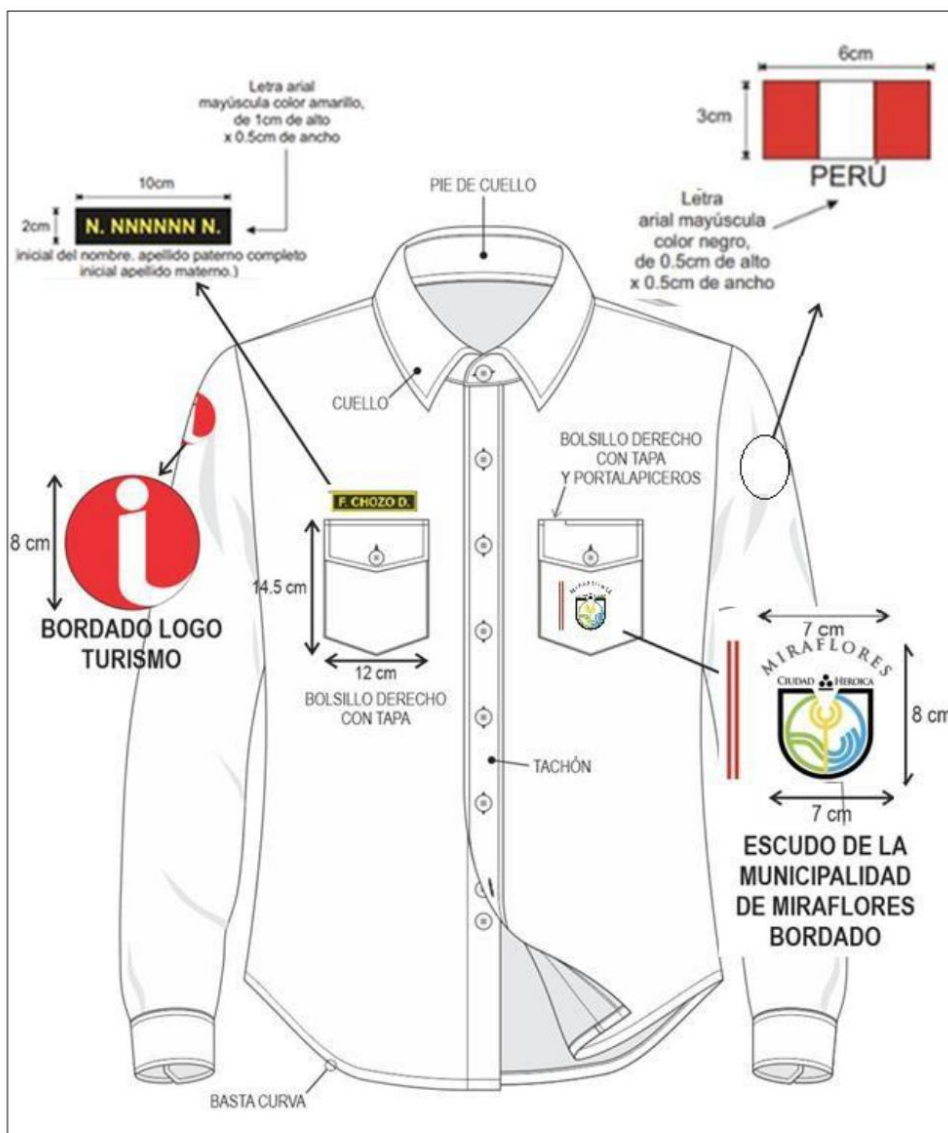 Letra arial
mayúscula color amarillo,
de 1cm de alto
x 0.5cm de ancho
10cm
2cm
N. NNNNNN N.
inicial del nombre. apellido paterno completo
inicial apellido materno.)
PIE DE CUELLO
6cm
3cm
PERÚ
Letra
arial mayúscula
color negro,
de 0.5cm de alto
x 0.5cm de ancho
CUELLO
BOLSILLO DERECHO
CON TAPA
Y PORTALAPICEROS
F. CHOZO D.
8 cm
BORDADO LOGO
TURISMO
14.5 cm
12 cm
BOLSILLO DERECHO
CON TAPA
MIRAFLORES
TACHÓN
7 cm
MIRAFLORES
CIUDAD HEROICA
8 cm
7 cm
ESCUDO DE LA
MUNICIPALIDAD
DE MIRAFLORES
BORDADO
BASTA CURVA